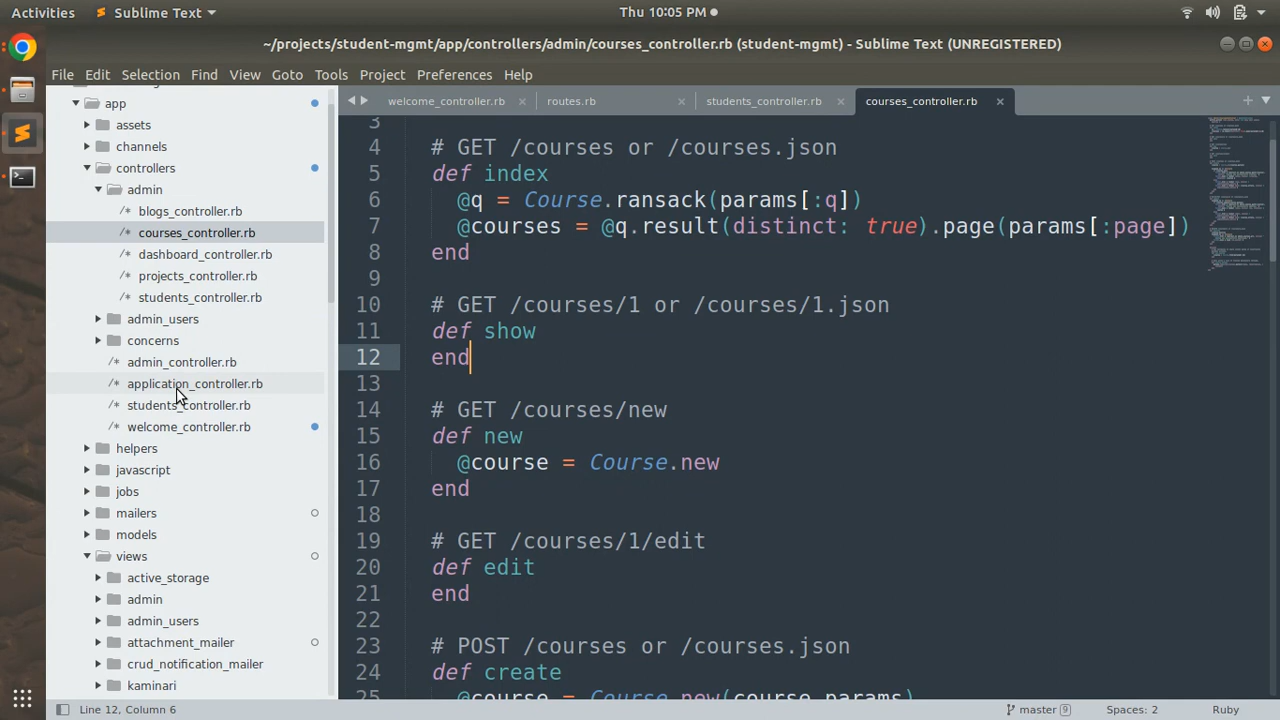 Activities Sublime Text Thu 10:05 PM
~/projects/student-mgmt/app/controllers/admin/courses_controller.rb (student-mgmt) - Sublime Text (UNREGISTERED)
File Edit Selection Find View Goto Tools Project Preferences Help
app
assets
channels
controllers
admin
blogs_controller.rb
courses_controller.rb
dashboard_controller.rb
projects_controller.rb
students_controller.rb
admin_users
concerns
admin_controller.rb
application_controller.rb
students_controller.rb
welcome_controller.rb
helpers
javascript
jobs
mailers
models
views
active_storage
admin
admin_users
attachment_mailer
crud_notification_mailer
kaminari
welcome_controller.rb routes.rb students_controller.rb courses_controller.rb
3
4 # GET /courses or /courses.json
5 def index
6 @q = Course.ransack(params[:q])
7 @courses = @q.result(distinct: true).page(params[:page])
8 end
9
10 # GET /courses/1 or /courses/1.json
11 def show
12 end
13
14 # GET /courses/new
15 def new
16 @course = Course.new
17 end
18
19 # GET /courses/1/edit
20 def edit
21 end
22
23 # POST /courses or /courses.json
24 def create
25 @course = Course.new(course_params)
Line 12, Column 6 master 9 Spaces: 2 Ruby